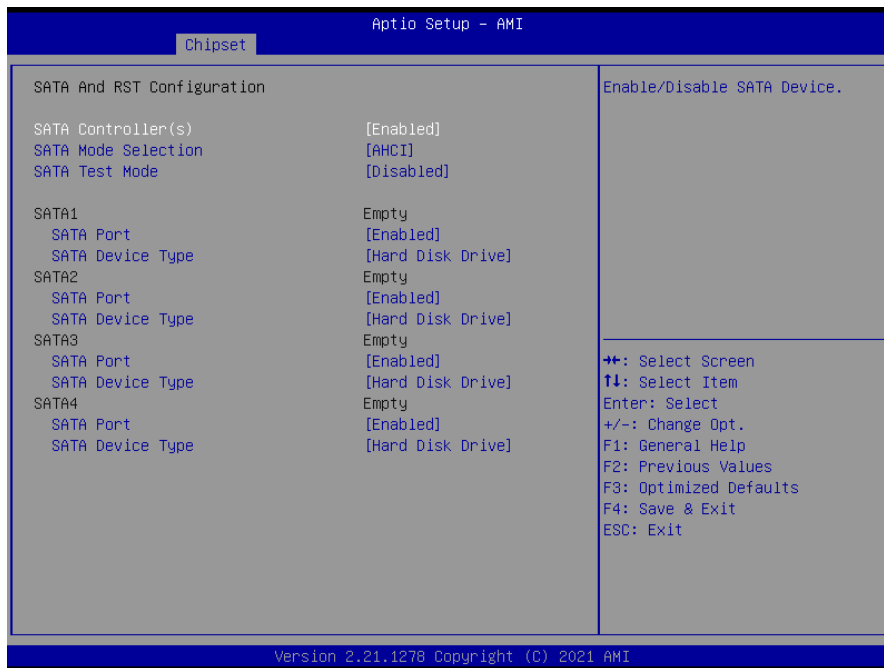 Aptio Setup – AMI
Chipset
SATA And RST Configuration
SATA Controller(s) [Enabled]
SATA Mode Selection [AHCI]
SATA Test Mode [Disabled]
SATA1 Empty
SATA Port [Enabled]
SATA Device Type [Hard Disk Drive]
SATA2 Empty
SATA Port [Enabled]
SATA Device Type [Hard Disk Drive]
SATA3 Empty
SATA Port [Enabled]
SATA Device Type [Hard Disk Drive]
SATA4 Empty
SATA Port [Enabled]
SATA Device Type [Hard Disk Drive]
Enable/Disable SATA Device.
→←: Select Screen
↑↓: Select Item
Enter: Select
+/-: Change Opt.
F1: General Help
F2: Previous Values
F3: Optimized Defaults
F4: Save & Exit
ESC: Exit
Version 2.21.1278 Copyright (C) 2021 AMI